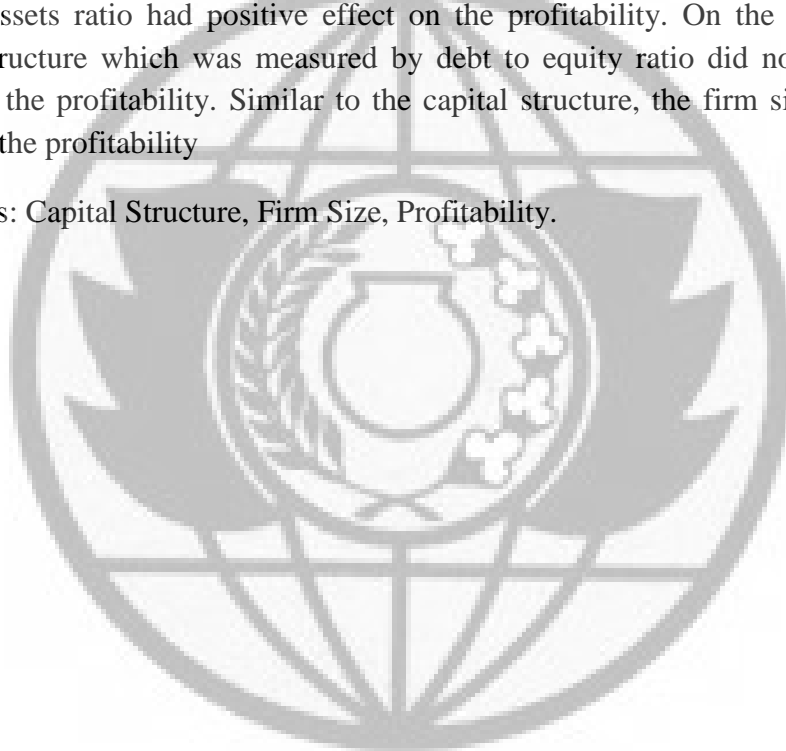 ssets ratio had positive effect on the profitability. On the
ructure which was measured by debt to equity ratio did no
the profitability. Similar to the capital structure, the firm si
the profitability
s: Capital Structure, Firm Size, Profitability.